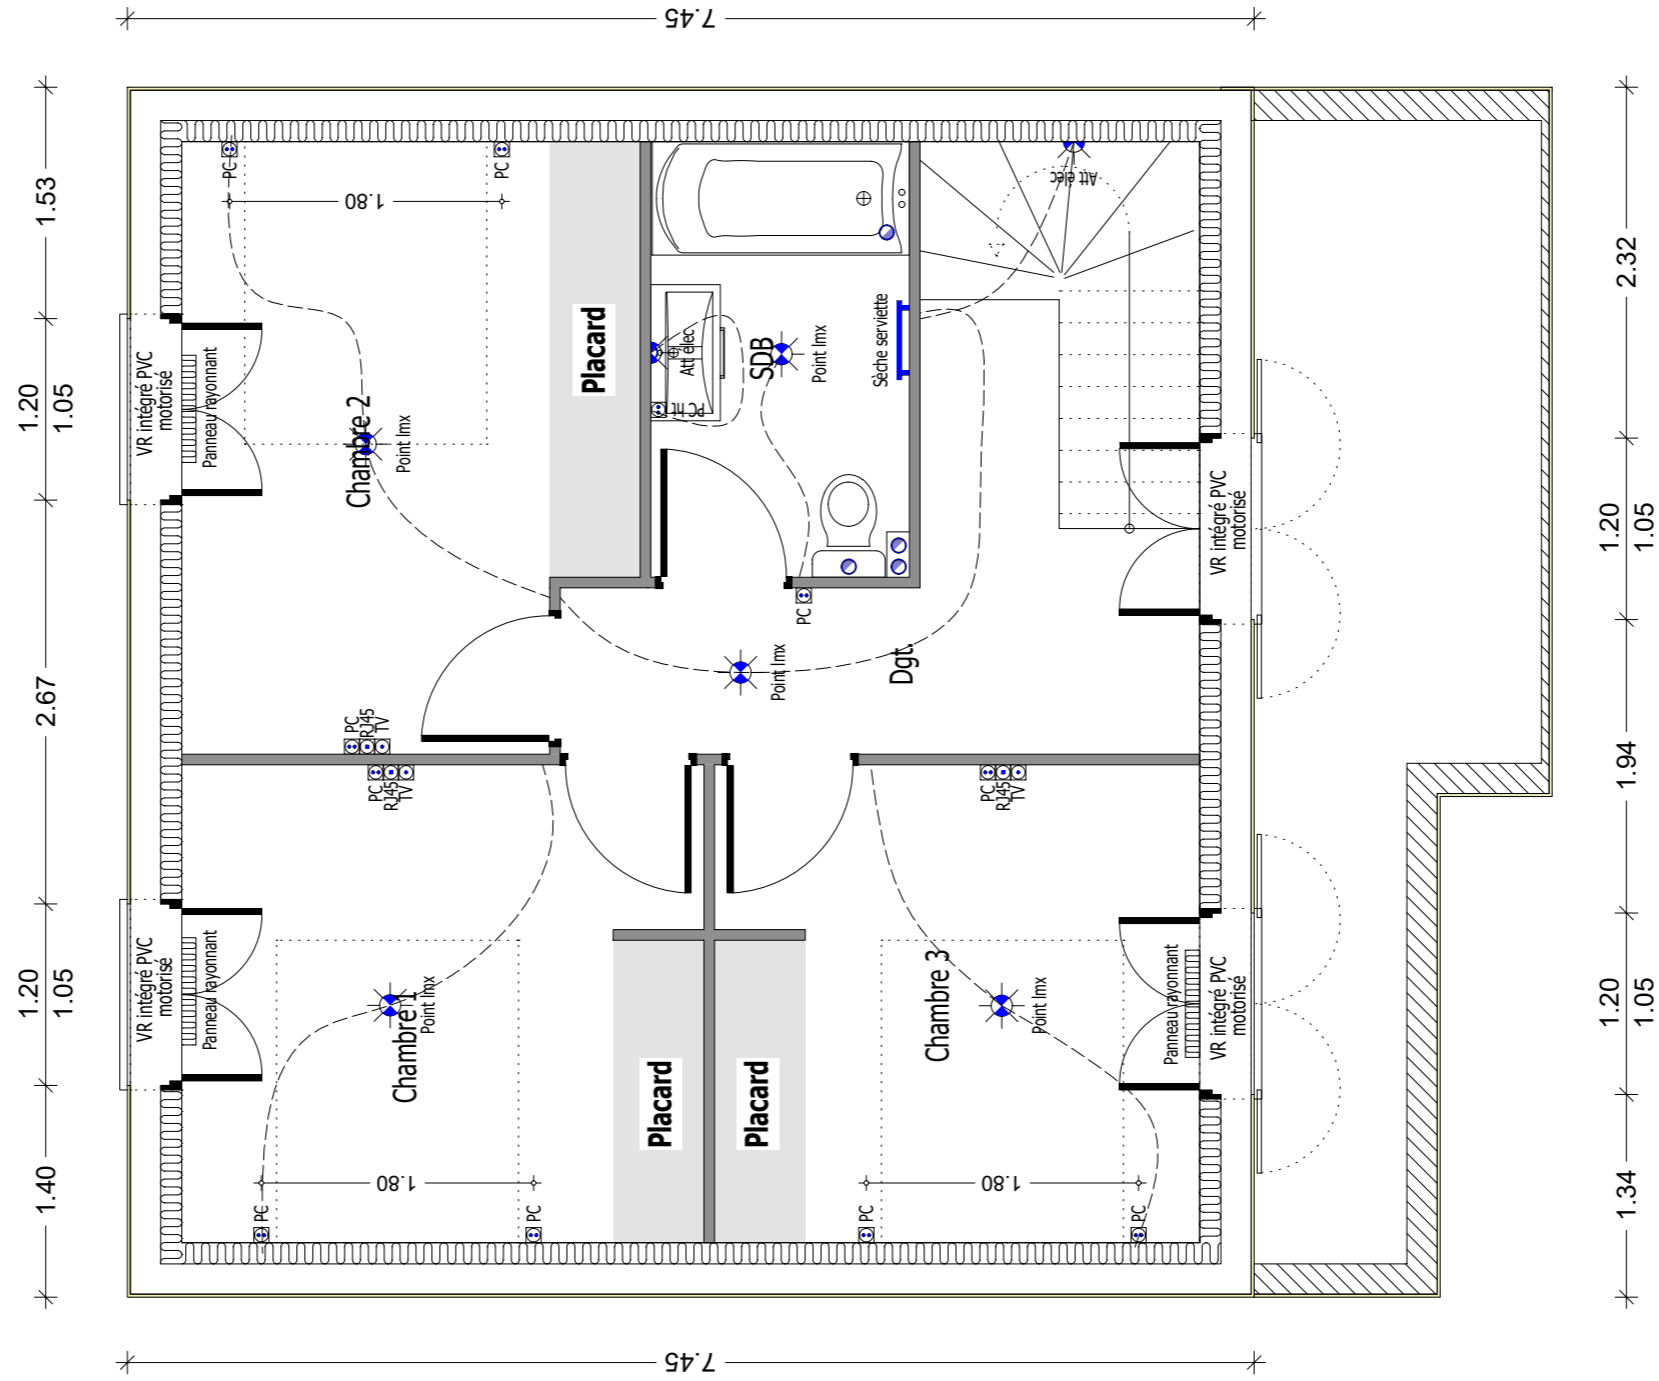 7.45
1.53
1.20
1.05
2.67
1.20
1.05
1.40
2.32
1.20
1.05
1.94
1.20
1.05
1.34
7.45
PC
PC
1.80
VR intégré PVC
motorisé
Panneau rayonnant
Chambre 2
Point lmx
Placard
PC
RJ45
TV
Att élec
PC ht
SDB
Point lmx
Sèche serviette
Att élec
PC
Point lmx
Dgt.
VR intégré PVC
motorisé
PC
RJ45
TV
VR intégré PVC
motorisé
Panneau rayonnant
Chambre 1
Point lmx
1.80
PC
PC
Placard
Placard
PC
RJ45
TV
Chambre 3
Point lmx
Panneau rayonnant
VR intégré PVC
motorisé
1.80
PC
PC